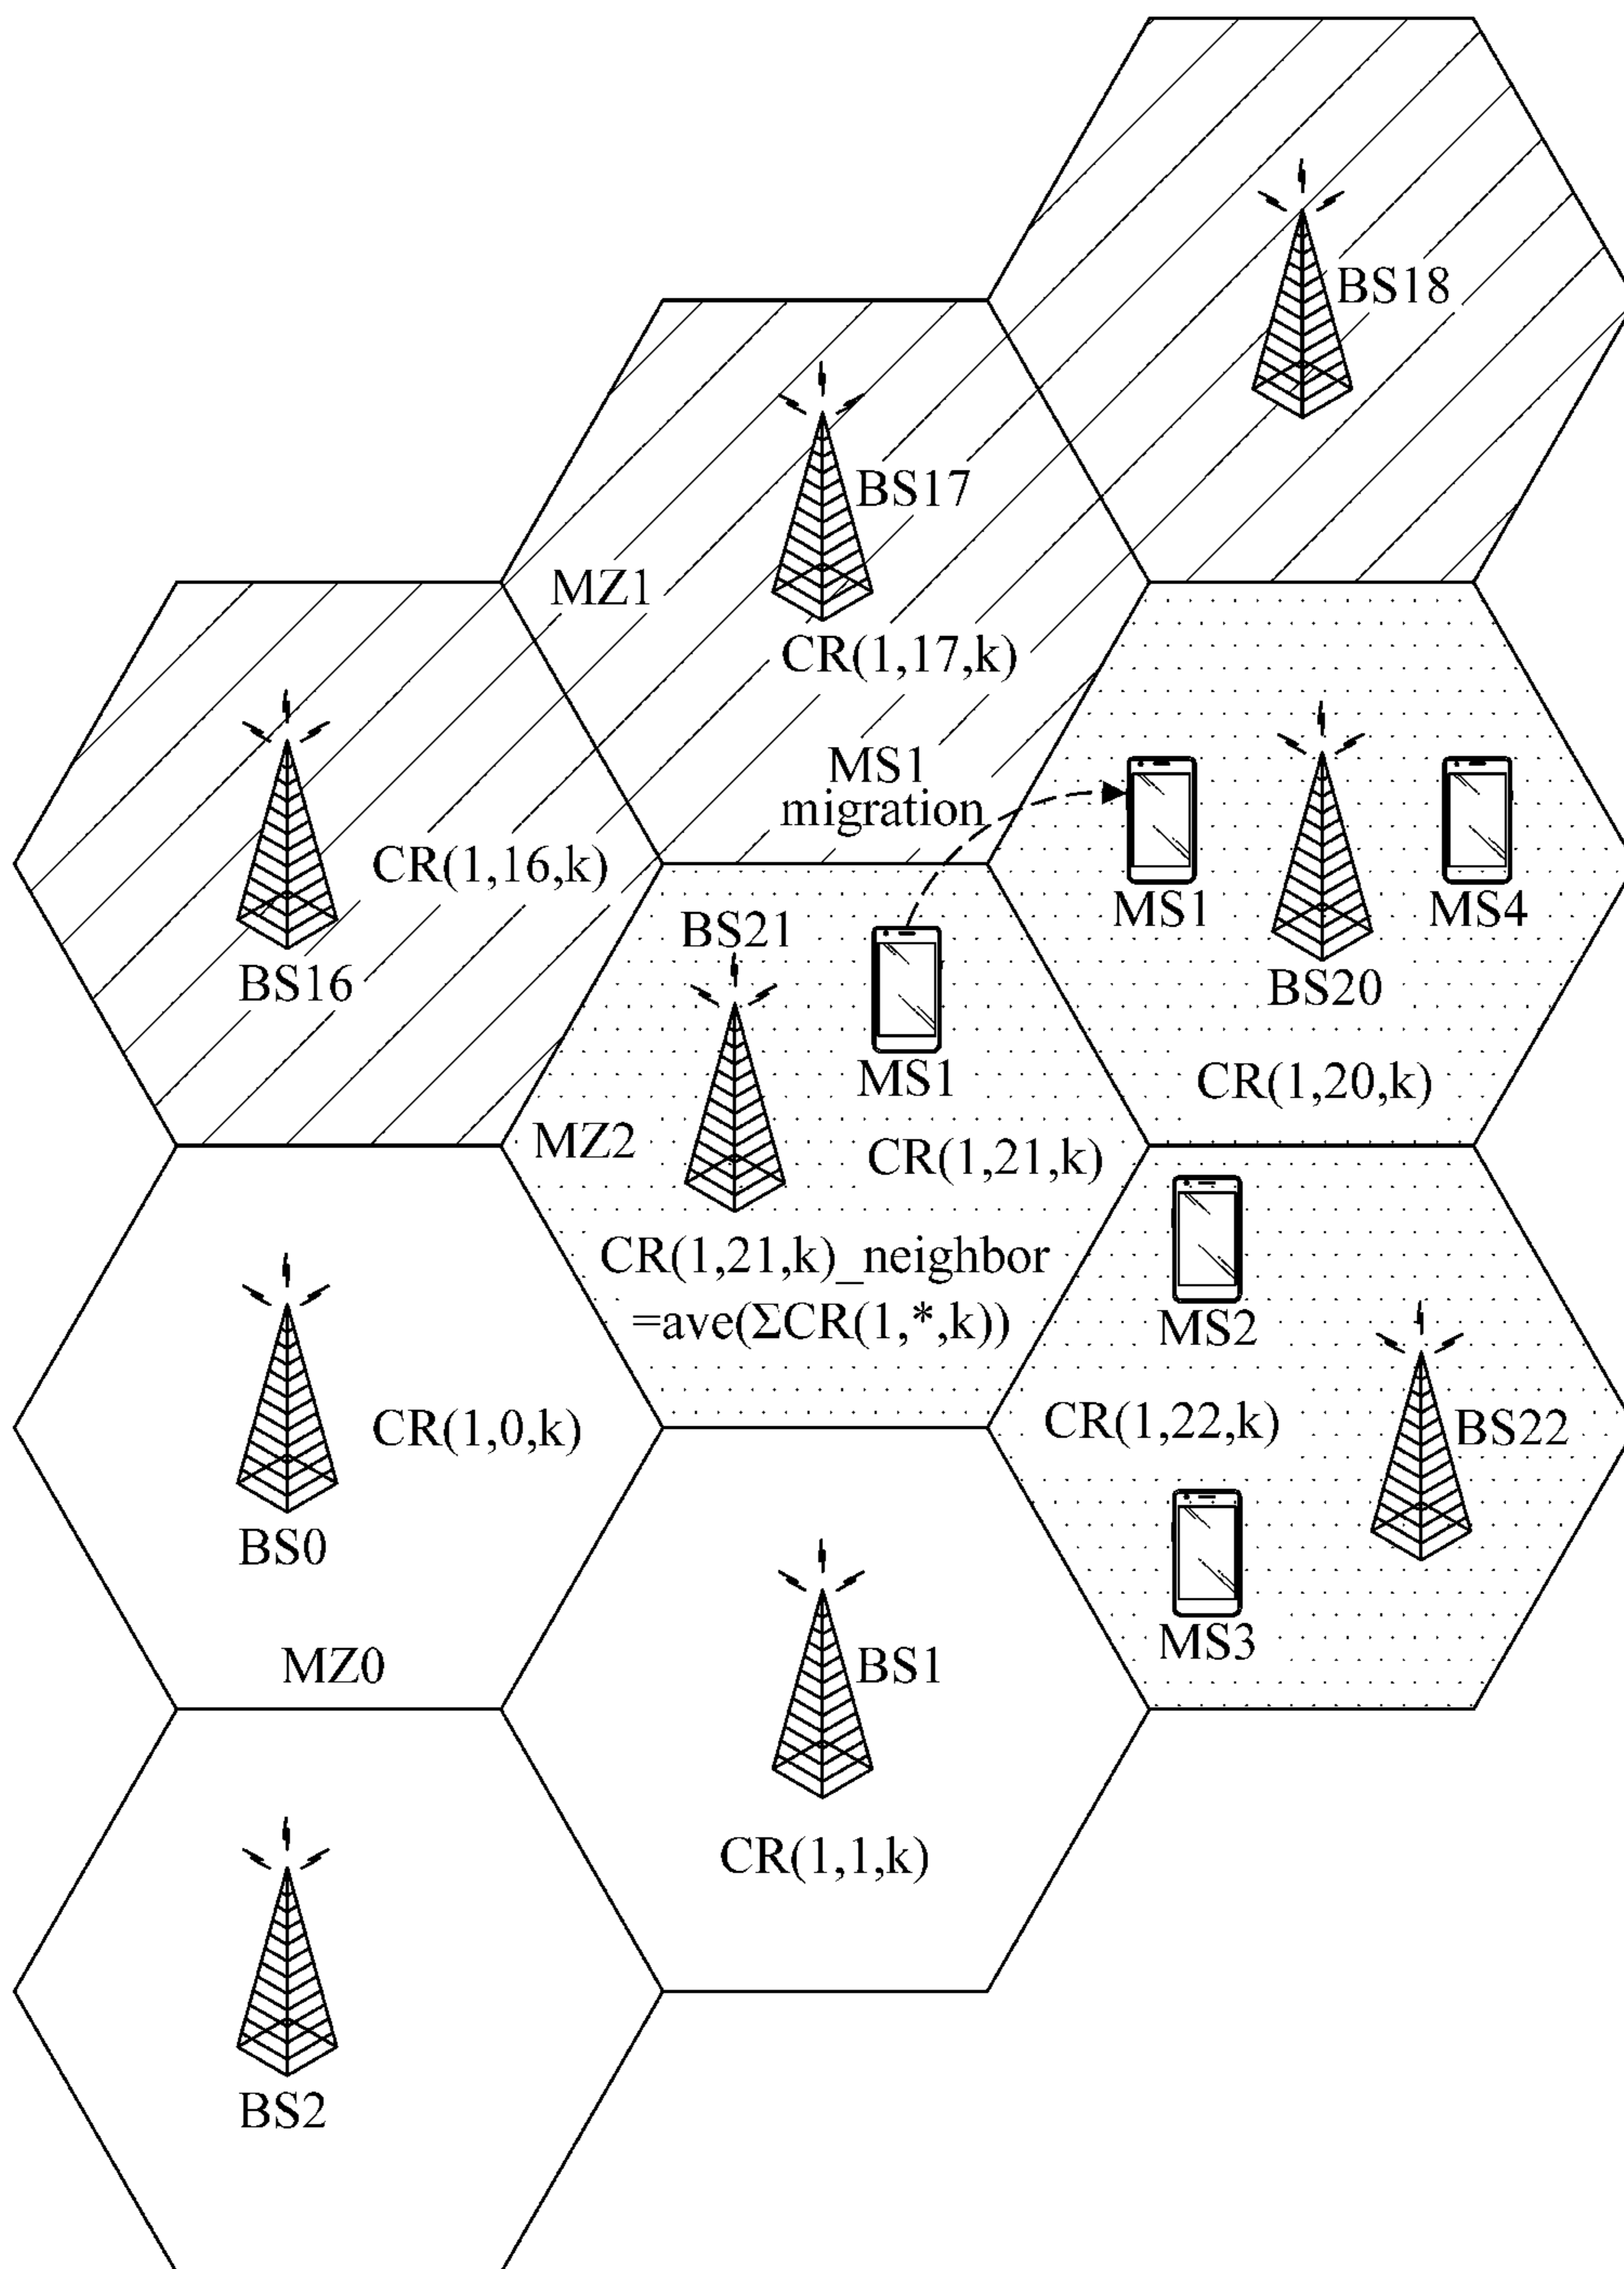 BS18
BS17
MZ1
CR(1,17,k)
MS1
migration
CR(1,16,k)
BS16
MS1
MS4
BS20
CR(1,20,k)
BS21
MS1
MZ2
CR(1,21,k)
CR(1,21,k)_neighbor
=ave(ΣCR(1,*,k))
MS2
CR(1,22,k)
BS22
MS3
CR(1,0,k)
BS0
MZ0
BS1
CR(1,1,k)
BS2